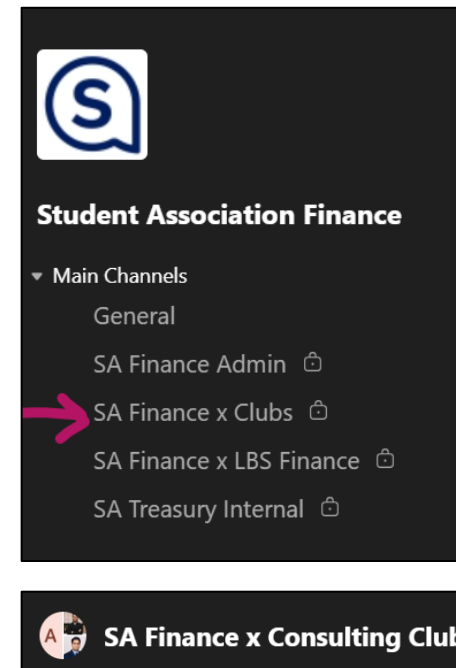 S
Student Association Finance
Main Channels
General
SA Finance Admin
SA Finance x Clubs
SA Finance x LBS Finance
SA Treasury Internal
A
SA Finance x Consulting Club